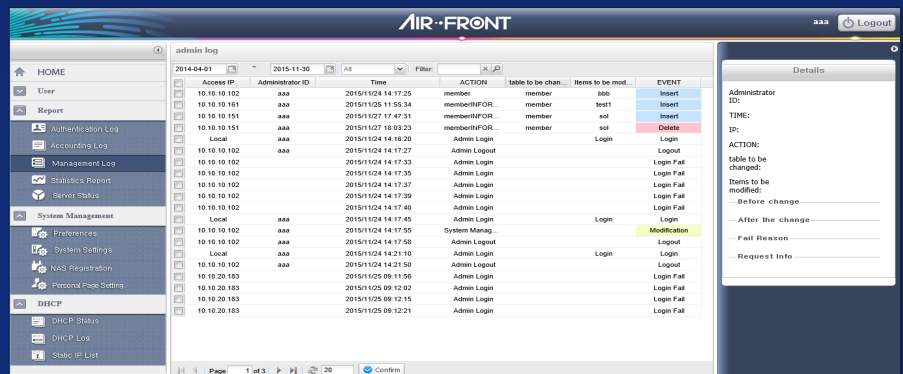 AIR··FRONT
aaa Logout
HOME
User
Report
Authentication Log
Accounting Log
Management Log
Statistics Report
Server Status
System Management
Preferences
System Settings
NAS Registration
Personal Page Setting
DHCP
DHCP Status
DHCP Log
Static IP List
admin log
2014-04-01 ~ 2015-11-30 All Filter:
Access IP Administrator ID Time ACTION table to be chan... Items to be mod... EVENT
10.10.10.102 aaa 2015/11/24 14:17:25 member member bbb Insert
10.10.10.161 aaa 2015/11/25 11:55:34 memberINFOR... member test1 Insert
10.10.10.151 aaa 2015/11/27 17:47:31 memberINFOR... member sol Insert
10.10.10.151 aaa 2015/11/27 18:03:23 memberINFOR... member sol Delete
Local aaa 2015/11/24 14:16:20 Admin Login Login Login
10.10.10.102 aaa 2015/11/24 14:17:27 Admin Logout Logout
10.10.10.102 2015/11/24 14:17:33 Admin Login Login Fail
10.10.10.102 2015/11/24 14:17:35 Admin Login Login Fail
10.10.10.102 2015/11/24 14:17:37 Admin Login Login Fail
10.10.10.102 2015/11/24 14:17:39 Admin Login Login Fail
10.10.10.102 2015/11/24 14:17:40 Admin Login Login Fail
Local aaa 2015/11/24 14:17:45 Admin Login Login Login
10.10.10.102 aaa 2015/11/24 14:17:55 System Manag... Modification
10.10.10.102 aaa 2015/11/24 14:17:58 Admin Logout Logout
Local aaa 2015/11/24 14:21:10 Admin Login Login Login
10.10.10.102 aaa 2015/11/24 14:21:50 Admin Logout Logout
10.10.20.183 2015/11/25 09:11:56 Admin Login Login Fail
10.10.20.183 2015/11/25 09:12:02 Admin Login Login Fail
10.10.20.183 2015/11/25 09:12:15 Admin Login Login Fail
10.10.20.183 2015/11/25 09:12:21 Admin Login Login Fail
Page 1 of 3 20 Confirm
Details
Administrator
ID:
TIME:
IP:
ACTION:
table to be
changed:
Items to be
modified:
Before change
After the change
Fail Reason
Request Info